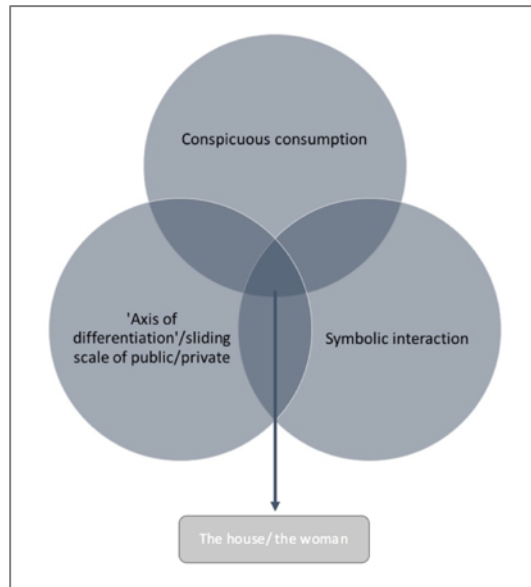 Conspicuous consumption
'Axis of
differentiation'/sliding
scale of public/private
Symbolic interaction
The house/ the woman